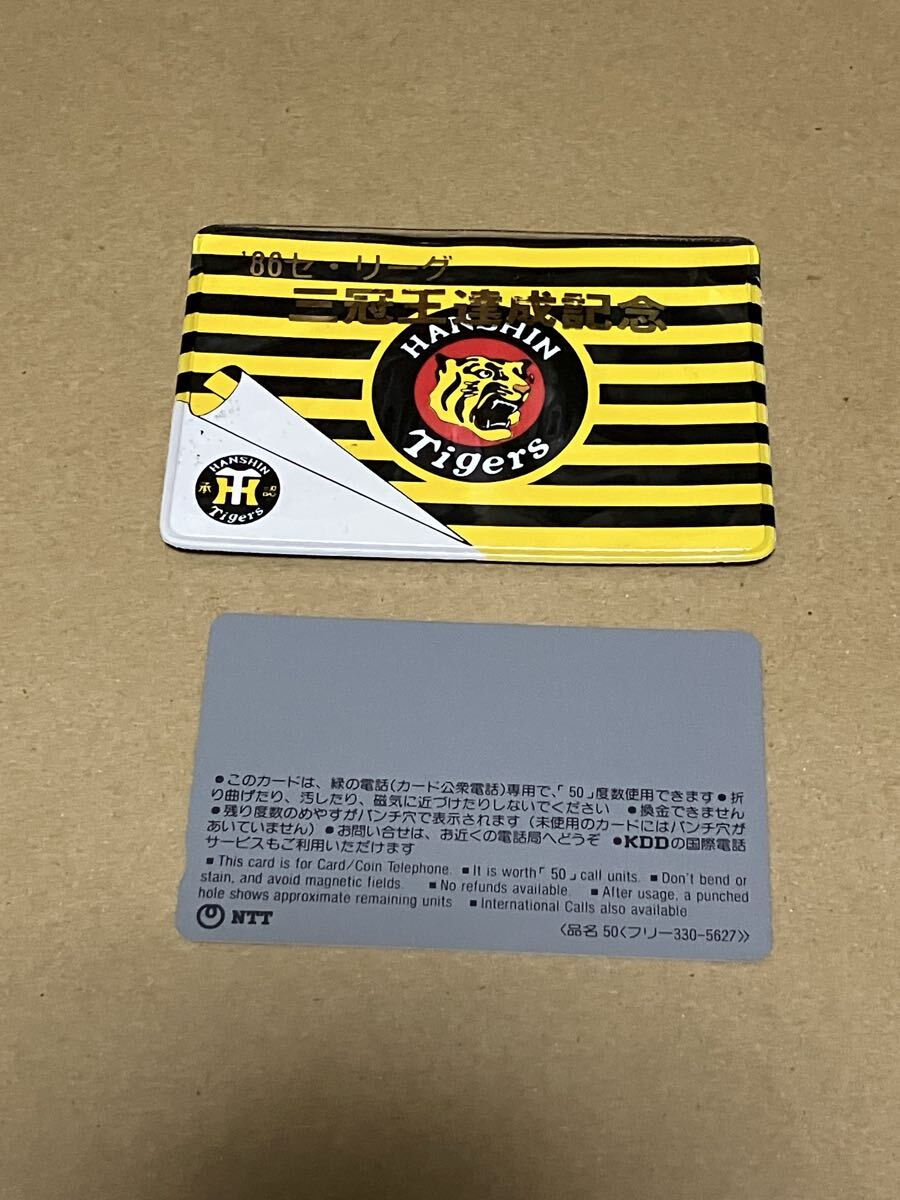 '86セ・リーグ
三冠王達成記念
HANSHIN
Tigers
HANSHIN
承 NPB
Tigers
●このカードは、緑の電話(カード公衆電話)専用で、「50」度数使用できます●折
り曲げたり、汚したり、磁気に近づけたりしないでください ●換金できません
●残り度数のめやすがパンチ穴で表示されます(未使用のカードにはパンチ穴が
あいていません)●お問い合せは、お近くの電話局へどうぞ ●KDDの国際電話
サービスもご利用いただけます
■This card is for Card/Coin Telephone. ■It is worth「50」call units. ■Don't bend or
stain, and avoid magnetic fields. ■No refunds available. ■After usage, a punched
hole shows approximate remaining units ■International Calls also available
NTT
〈品名 50〈フリー330-5627〉〉